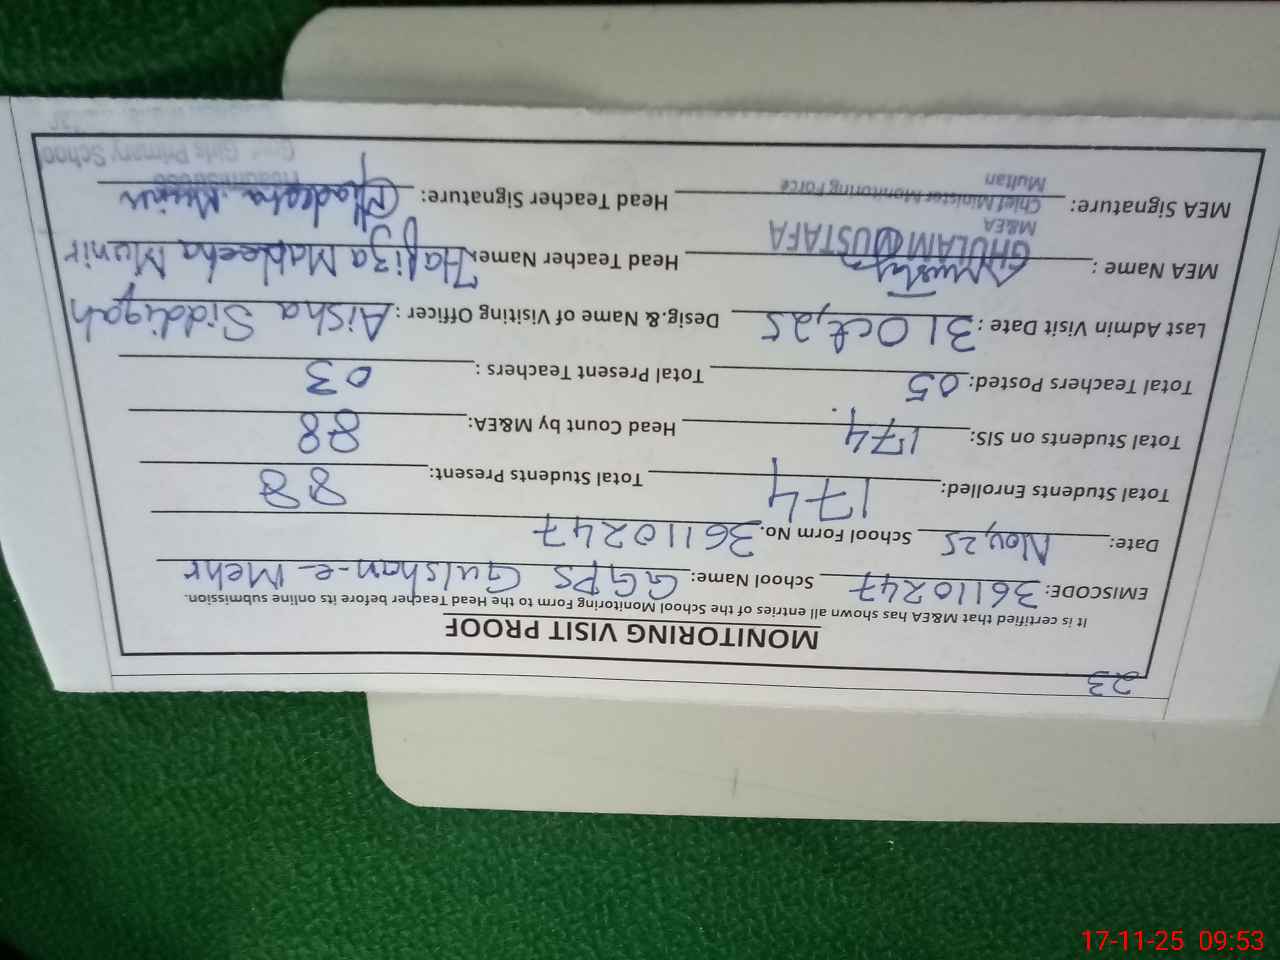 23
MONITORING VISIT PROOF
It is certified that M&EA has shown all entries of the School Monitoring Form to the Head Teacher before its online submission.
EMISCODE: 36110247 School Name: GGPS Gulshan-e-Mehr
Date: Nov,25 School Form No. 36110247
Total Students Enrolled: 174 Total Students Present: 88
Total Students on SIS: 174 Head Count by M&EA: 88
Total Teachers Posted: 05 Total Present Teachers : 03
Last Admin Visit Date : 31 Oct,25 Desig.& Name of Visiting Officer : Aisha Siddiqah
MEA Name : GHULAM MUSTAFA Head Teacher Name: Hafiza Mahleeha Munir
M&EA
Chief Minister Monitoring Force
Multan
MEA Signature: Head Teacher Signature: Munir
Girls Primary School
17-11-25 09:53